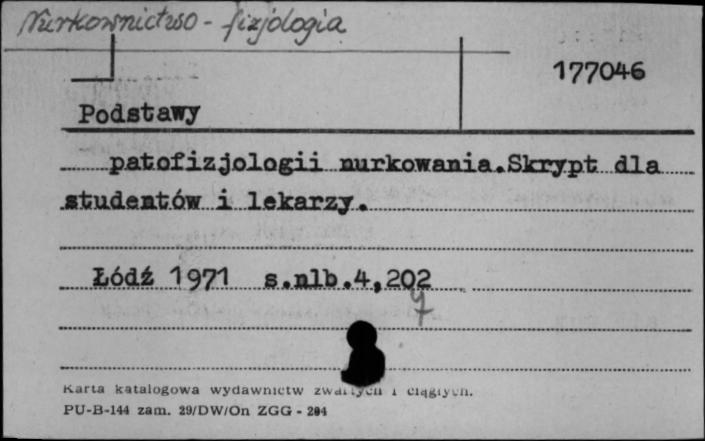 Nurkownictwo - fizjologia
177046
Podstawy
patofizjologii nurkowania.Skrypt dla
studentów i lekarzy.
Łódź 1971 s.nlb.4,202
Karta katalogowa wydawnictw zwartych i ciągłych.
PU-B-144 zam. 29/DW/On ZGG - 204